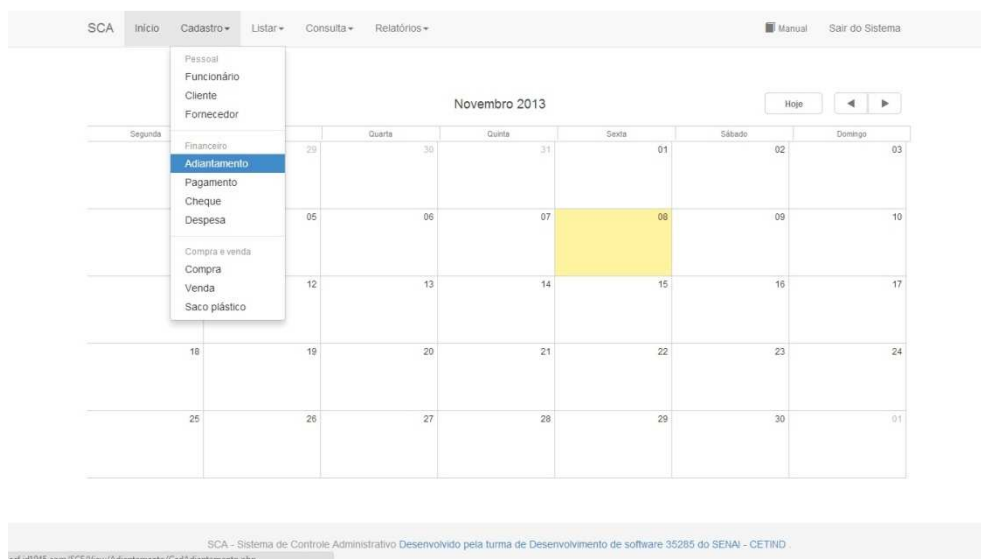 SCA Início Cadastro Listar Consulta Relatórios Manual Sair do Sistema
Pessoal
Funcionário
Cliente
Fornecedor
Financeiro
Adiantamento
Pagamento
Cheque
Despesa
Compra e venda
Compra
Venda
Saco plástico
Novembro 2013
Hoje
Segunda Quarta Quinta Sexta Sábado Domingo
29 30 31 01 02 03
05 06 07 08 09 10
12 13 14 15 16 17
18 19 20 21 22 23 24
25 26 27 28 29 30 01
SCA - Sistema de Controle Administrativo Desenvolvido pela turma de Desenvolvimento de software 35285 do SENAI - CETIND